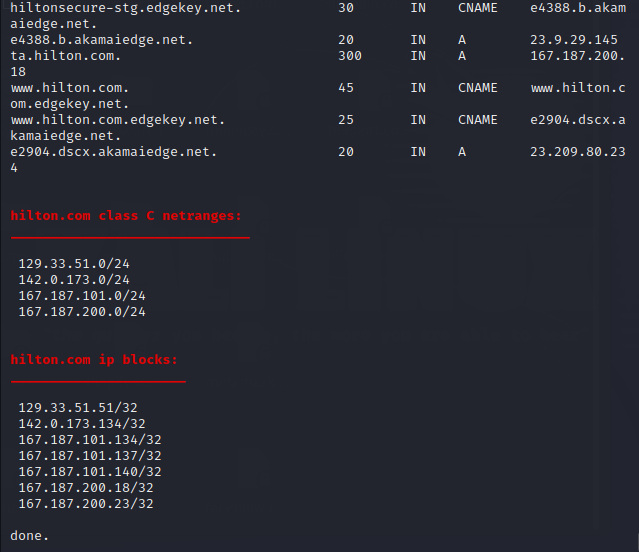 hiltonsecure-stg.edgekey.net. 30 IN CNAME e4388.b.akam
aiedge.net.
e4388.b.akamaiedge.net. 20 IN A 23.9.29.145
ta.hilton.com. 300 IN A 167.187.200.
18
www.hilton.com. 45 IN CNAME www.hilton.c
om.edgekey.net.
www.hilton.com.edgekey.net. 25 IN CNAME e2904.dscx.a
kamaiedge.net.
e2904.dscx.akamaiedge.net. 20 IN A 23.209.80.23
4
hilton.com class C netranges:
129.33.51.0/24
142.0.173.0/24
167.187.101.0/24
167.187.200.0/24
hilton.com ip blocks:
129.33.51.51/32
142.0.173.134/32
167.187.101.134/32
167.187.101.137/32
167.187.101.140/32
167.187.200.18/32
167.187.200.23/32
done.